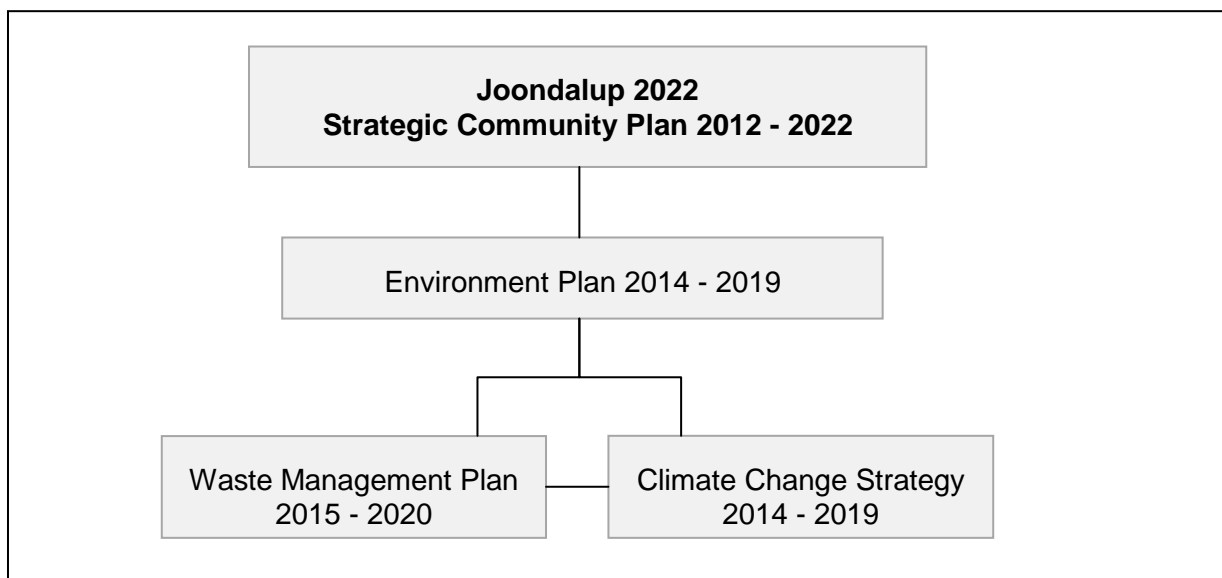 Joondalup 2022
Strategic Community Plan 2012 - 2022
Environment Plan 2014 - 2019
Waste Management Plan
2015 - 2020
Climate Change Strategy
2014 - 2019